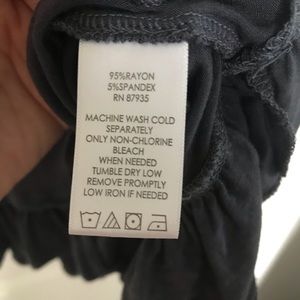 95%RAYON
5%SPANDEX
RN 87935
MACHINE WASH COLD
SEPARATELY
ONLY NON-CHLORINE
BLEACH
WHEN NEEDED
TUMBLE DRY LOW
REMOVE PROMPTLY
LOW IRON IF NEEDED